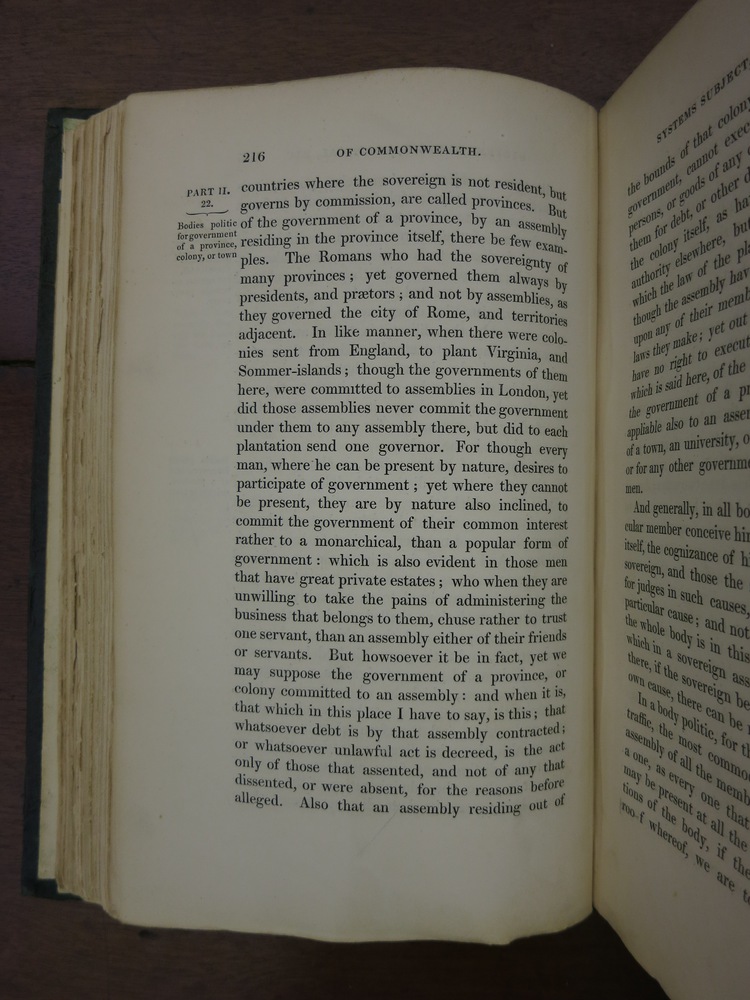 216
OF COMMONWEALTH.
PART II.
22.
Bodies politic
for government
of a province,
colony, or town
countries where the sovereign is not resident, but
governs by commission, are called provinces. But
of the government of a province, by an assembly
residing in the province itself, there be few exam-
ples. The Romans who had the sovereignty of
many provinces; yet governed them always by
presidents, and prætors; and not by assemblies, as
they governed the city of Rome, and territories
adjacent. In like manner, when there were colo-
nies sent from England, to plant Virginia, and
Sommer-islands; though the governments of them
here, were committed to assemblies in London, yet
did those assemblies never commit the government
under them to any assembly there, but did to each
plantation send one governor. For though every
man, where he can be present by nature, desires to
participate of government; yet where they cannot
be present, they are by nature also inclined, to
commit the government of their common interest
rather to a monarchical, than a popular form of
government: which is also evident in those men
that have great private estates; who when they are
unwilling to take the pains of administering the
business that belongs to them, chuse rather to trust
one servant, than an assembly either of their friends
or servants. But howsoever it be in fact, yet we
may suppose the government of a province, or
colony committed to an assembly: and when it is,
that which in this place I have to say, is this; that
whatsoever debt is by that assembly contracted;
or whatsoever unlawful act is decreed, is the act
only of those that assented, and not of any that
dissented, or were absent, for the reasons before
alleged. Also that an assembly residing out of
SYSTEMS SUBJECT
the bounds of that colony
government, cannot exec
persons, or goods of any
them for debt, or other d
the colony itself, as ha
authority elsewhere, but
which the law of the pla
though the assembly have
upon any of their memb
laws they make; yet out
have no right to execut
which is said here, of the
the government of a pr
appliable also to an assem
of a town, an university, o
or for any other governme
men.
And generally, in all bo
cular member conceive him
itself, the cognizance of h
sovereign, and those the
for judges in such causes,
particular cause; and not
the whole body is in this
which in a sovereign ass
there, if the sovereign be
own cause, there can be
In a body politic, for th
traffic, the most commo
assembly of all the memb
a one, as every one that
may be present at all the
tions of the body, if the
roo-f whereof, we are t